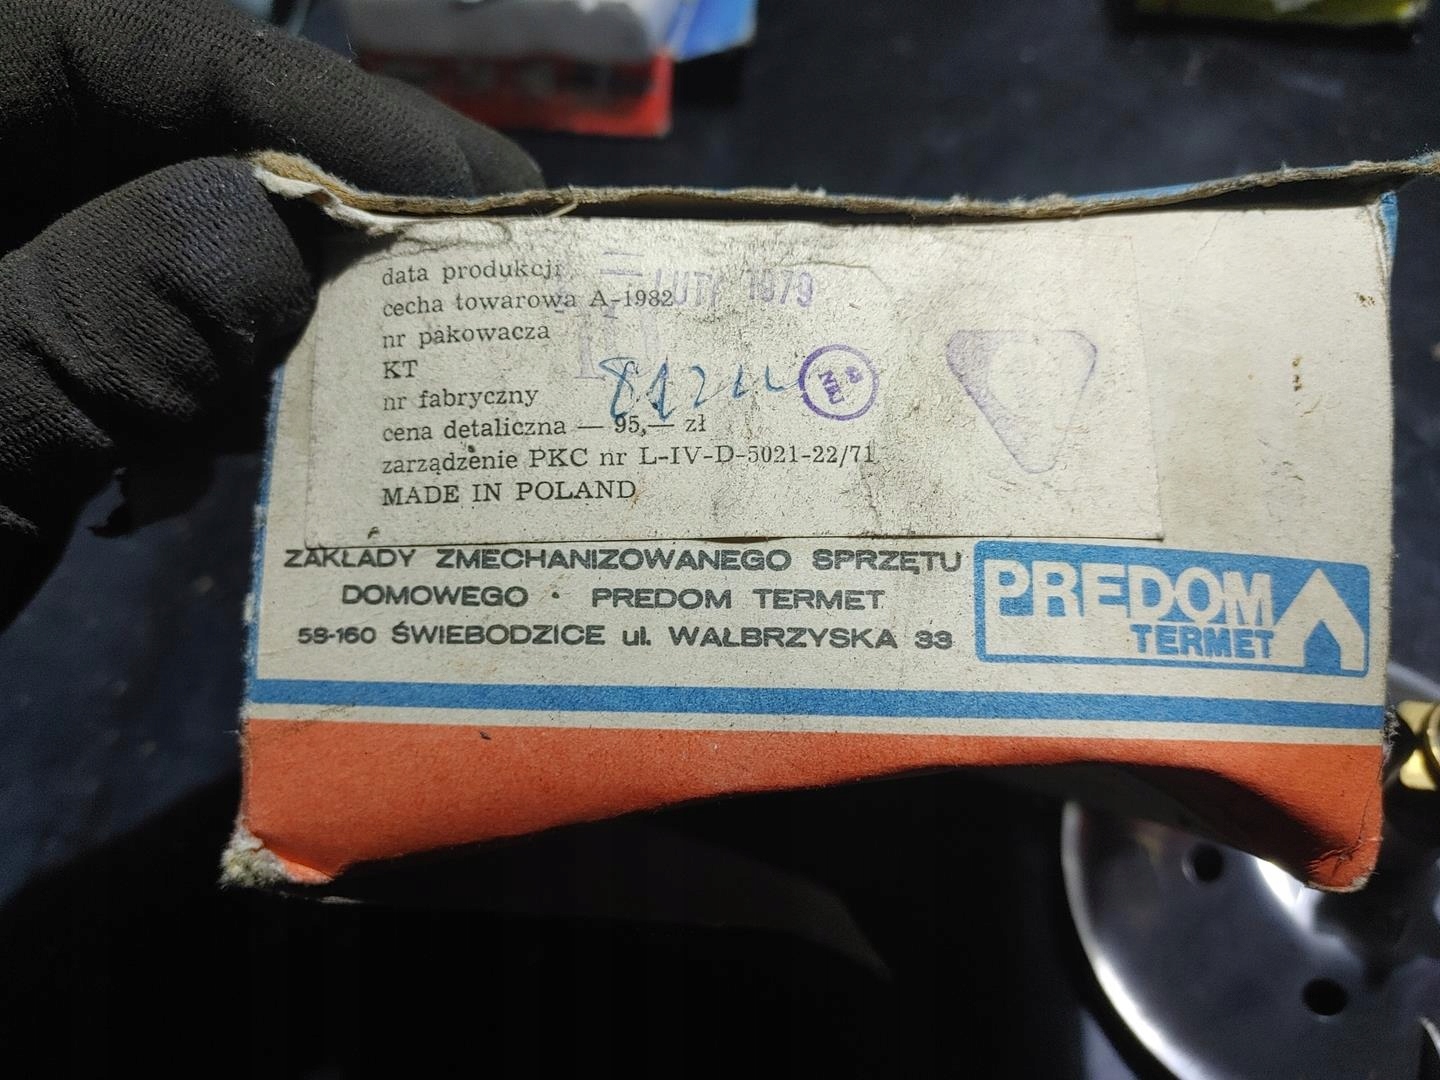 data produkcji LUTY 1979
cecha towarowa A-1982
nr pakowacza
KT
nr fabryczny
cena detaliczna — 95,— zł
zarządzenie PKC nr L-IV-D-5021-22/71
MADE IN POLAND
ZAKŁADY ZMECHANIZOWANEGO SPRZĘTU
DOMOWEGO · PREDOM TERMET
58-160 ŚWIEBODZICE ul. WAŁBRZYSKA 33
PREDOM
TERMET